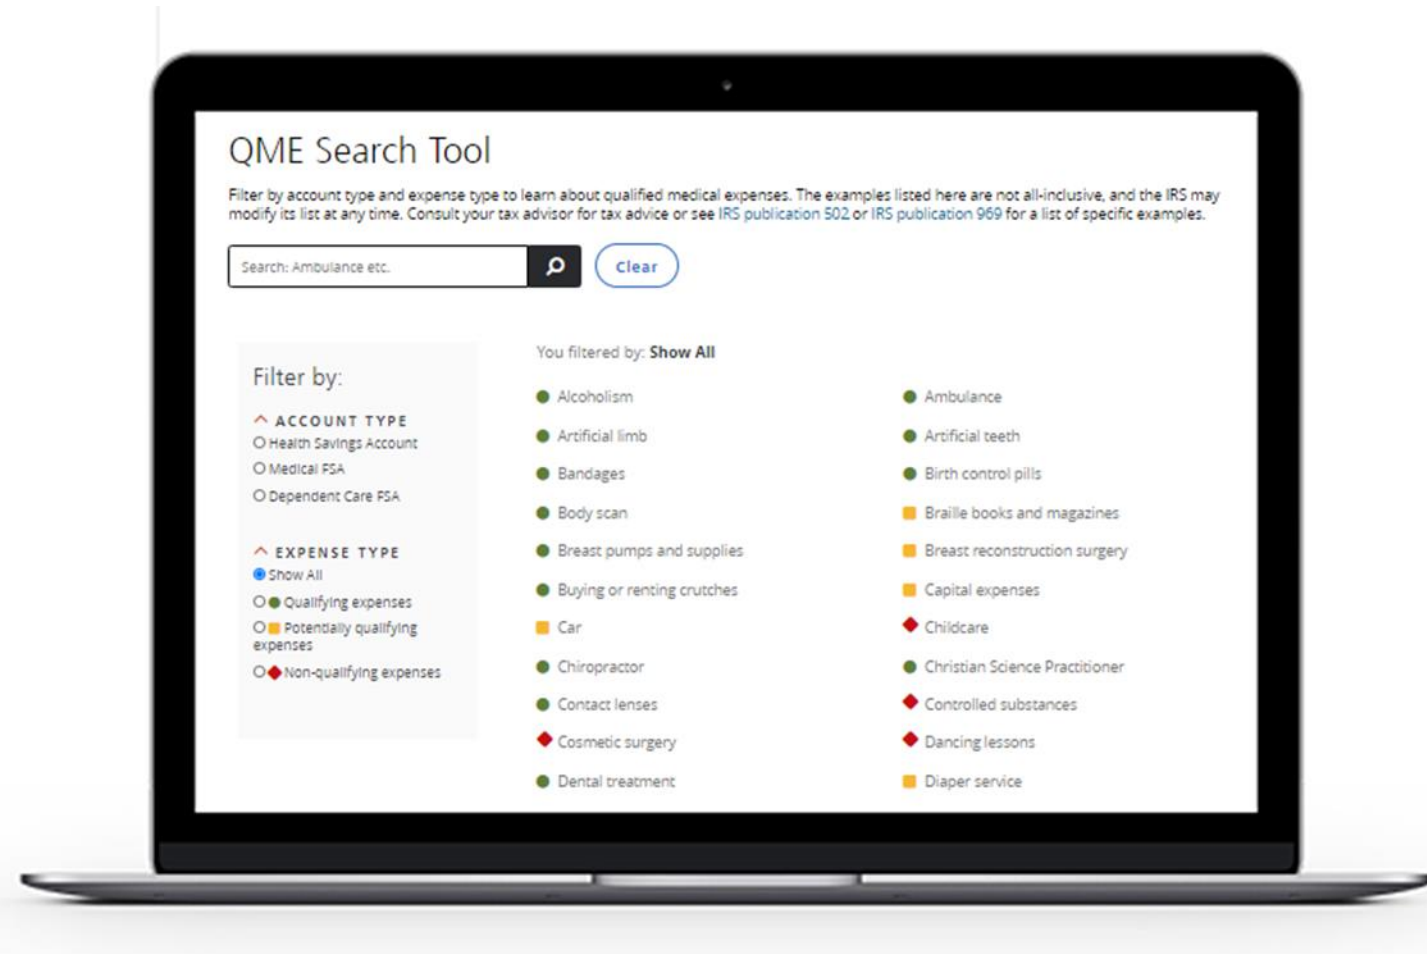 QME Search Tool
Filter by account type and expense type to learn about qualified medical expenses. The examples listed here are not all-inclusive, and the IRS may
modify its list at any time. Consult your tax advisor for tax advice or see IRS publication 502 or IRS publication 969 for a list of specific examples.
Search: Ambulance etc.
Clear
Filter by:
ACCOUNT TYPE
Health Savings Account
Medical FSA
Dependent Care FSA
EXPENSE TYPE
Show All
Qualifying expenses
Potentially qualifying
expenses
Non-qualifying expenses
You filtered by: Show All
Alcoholism
Ambulance
Artificial limb
Artificial teeth
Bandages
Birth control pills
Body scan
Braille books and magazines
Breast pumps and supplies
Breast reconstruction surgery
Buying or renting crutches
Capital expenses
Car
Childcare
Chiropractor
Christian Science Practitioner
Contact lenses
Controlled substances
Cosmetic surgery
Dancing lessons
Dental treatment
Diaper service